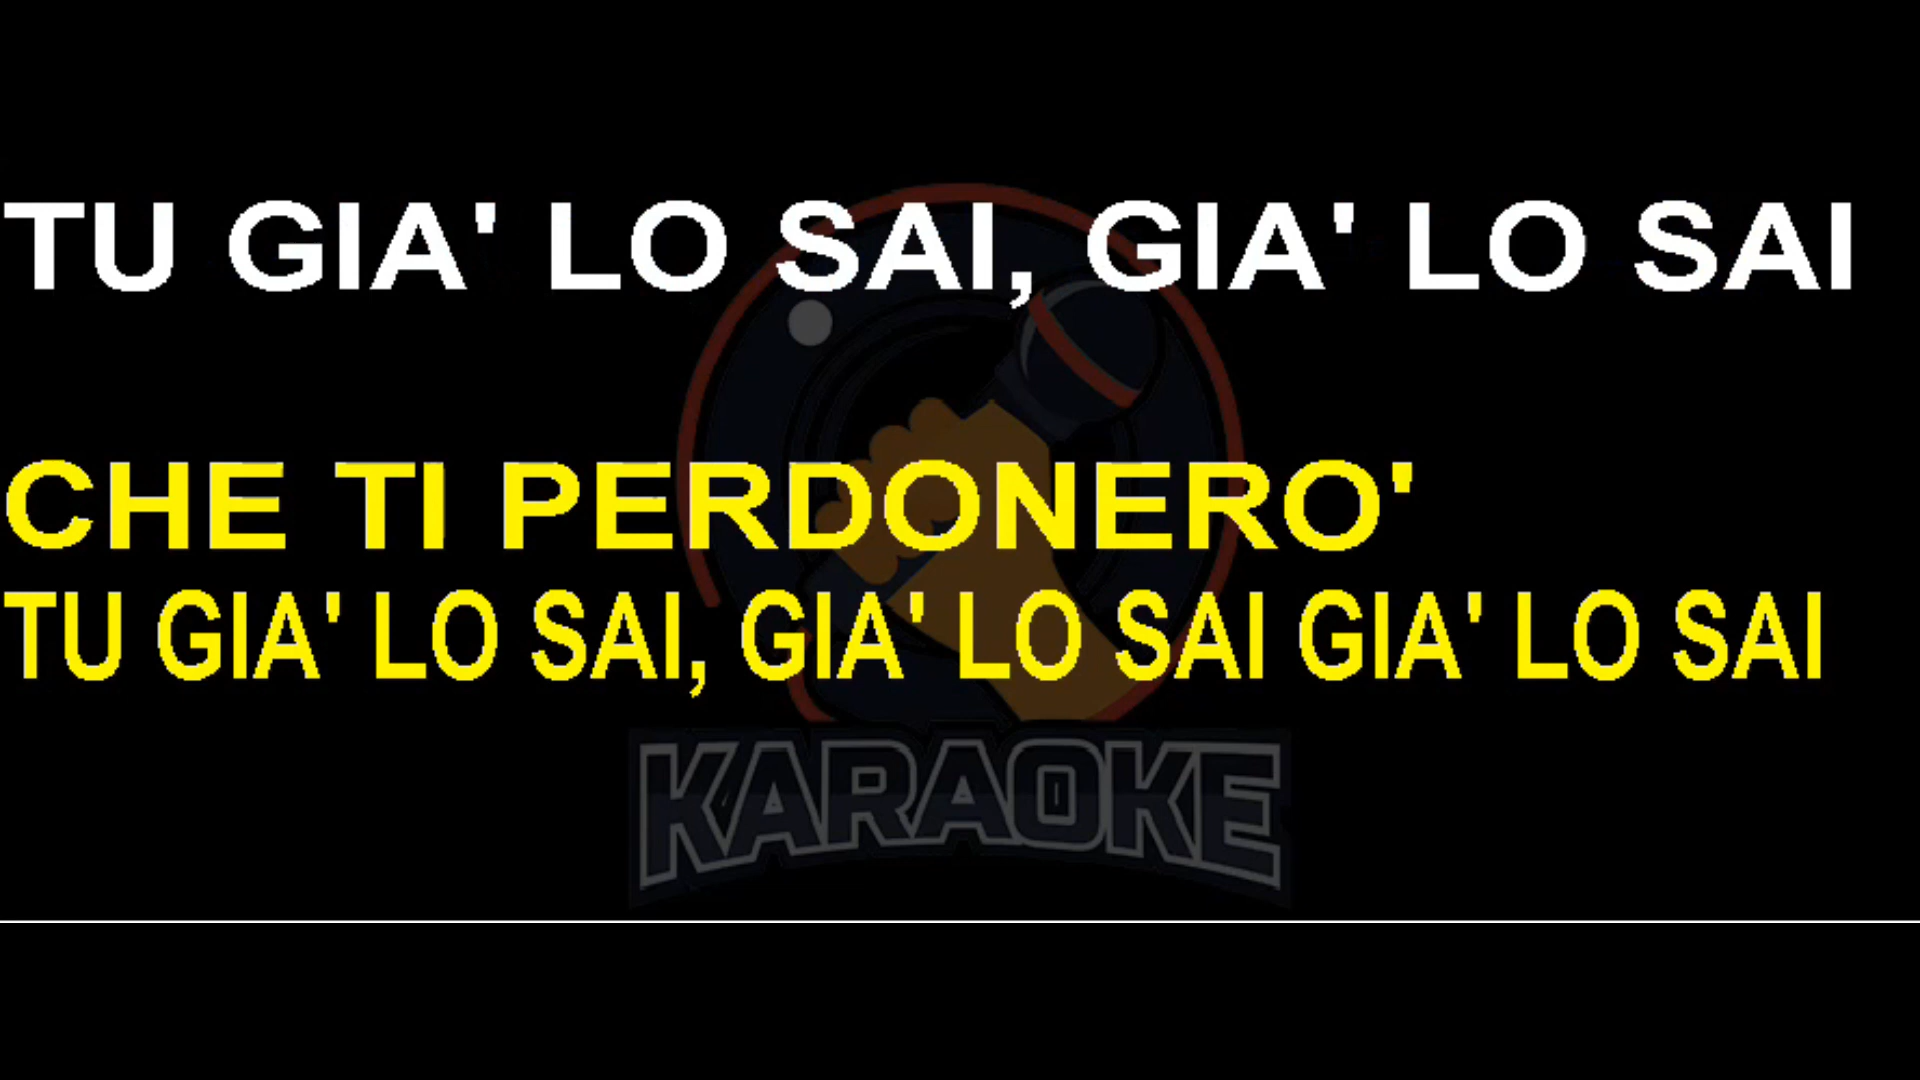 TU GIA' LO SAI, GIA' LO SAI
CHE TI PERDONERO'
TU GIA' LO SAI, GIA' LO SAI GIA' LO SAI
KARAOKE